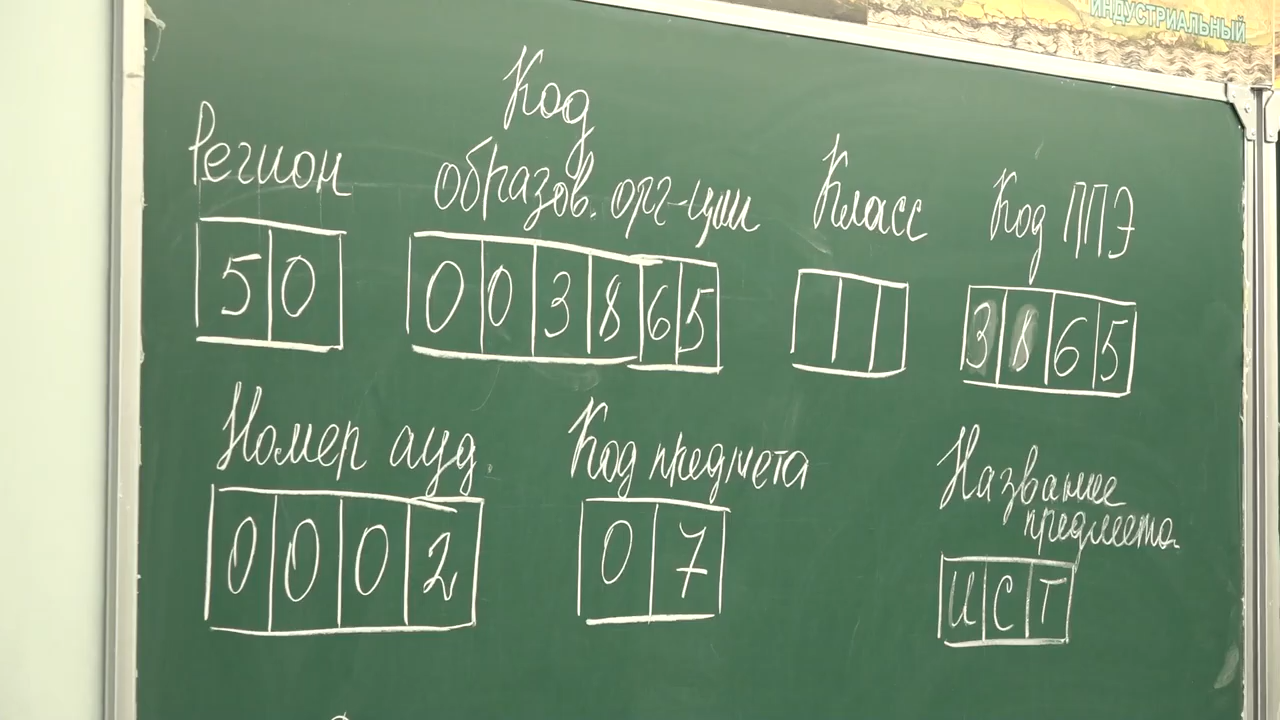 ИНДУСТРИАЛЬНЫЙ
Регион
Код
образов. орг-ции
Класс
Код ППЭ
50
003865
3865
Номер ауд.
Код предмета
Название
предмета
0002
07
ИСТ